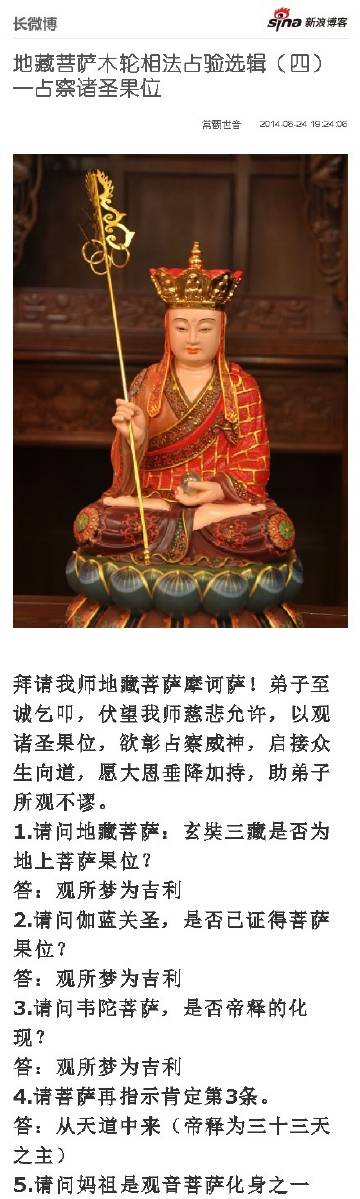 长微博
sina 新浪博客
地藏菩萨木轮相法占验选辑（四）
—占察诸圣果位
常觀世音 2014-08-24 19:24:06
拜请我师地藏菩萨摩诃萨！弟子至
诚乞叩，伏望我师慈悲允许，以观
诸圣果位，欲彰占察威神，启接众
生向道，愿大恩垂降加持，助弟子
所观不谬。
1.请问地藏菩萨：玄奘三藏是否为
地上菩萨果位？
答：观所梦为吉利
2.请问伽蓝关圣，是否已证得菩萨
果位？
答：观所梦为吉利
3.请问韦陀菩萨，是否帝释的化
现？
答：观所梦为吉利
4.请菩萨再指示肯定第3条。
答：从天道中来（帝释为三十三天
之主）
5.请问妈祖是观音菩萨化身之一